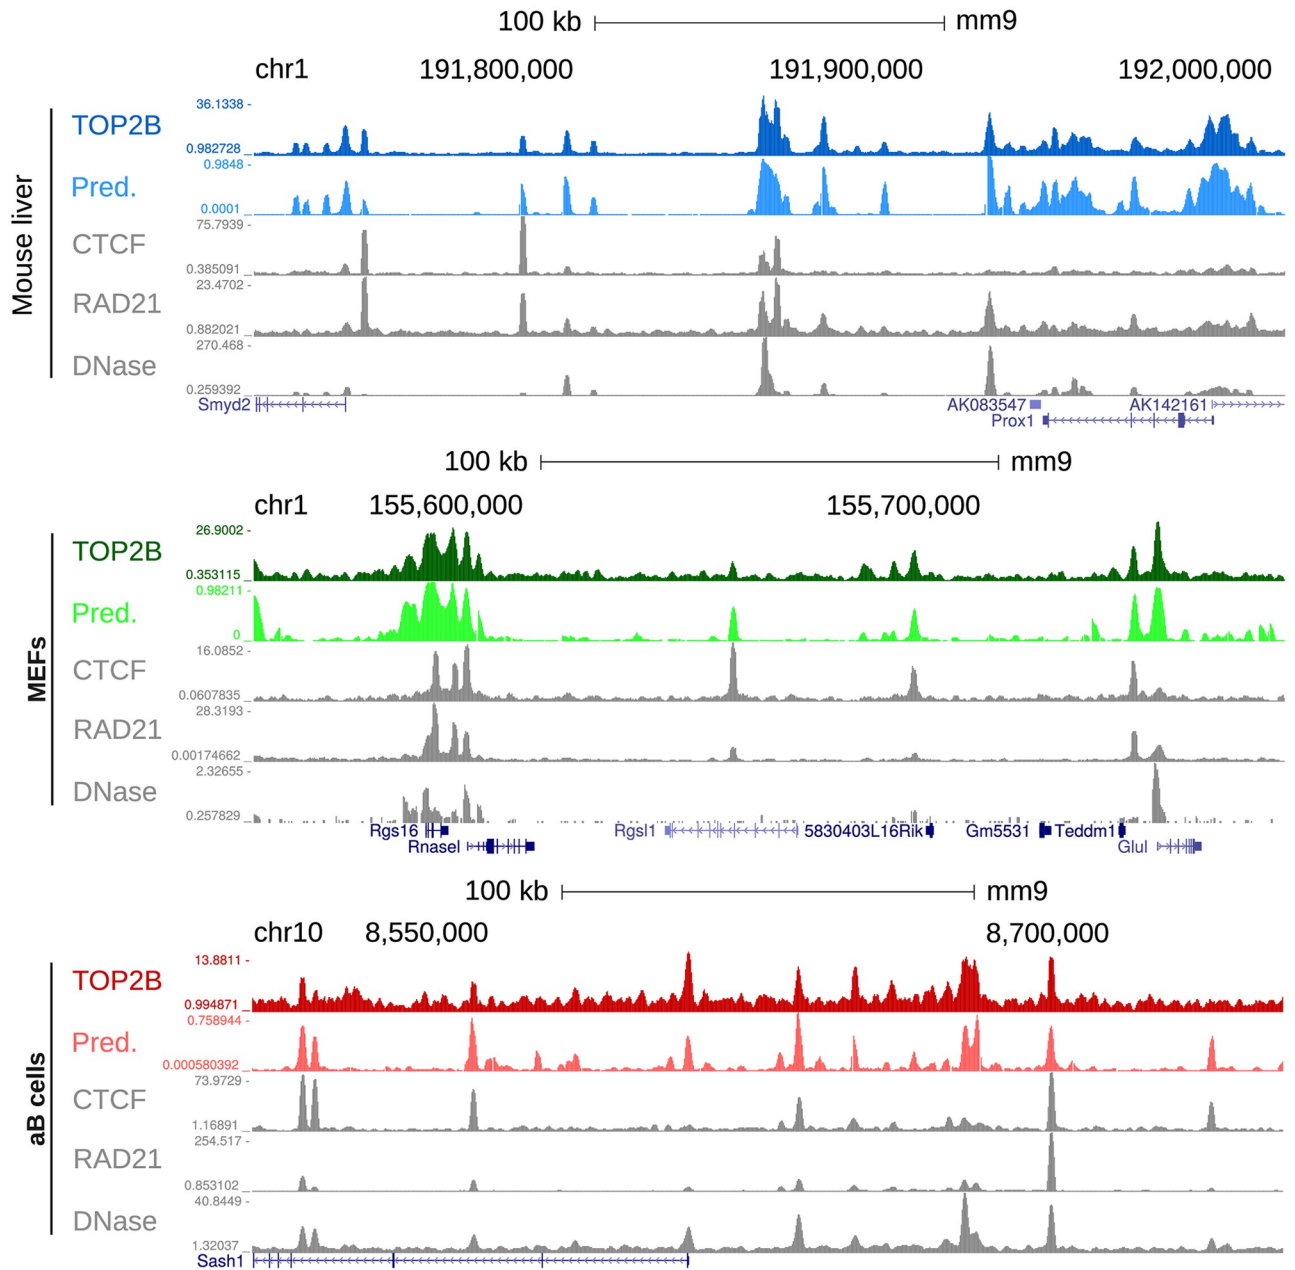 100 kb mm9
chr1 191,800,000 191,900,000 192,000,000
Mouse liver
TOP2B 36.1338 - 0.982728 _
Pred. 0.9848 - 0.0001 _
CTCF 75.7939 - 0.385091 _
RAD21 23.4702 - 0.882021 _
DNase 270.468 - 0.259392 _
Smyd2 AK083547 AK142161
Prox1
100 kb mm9
chr1 155,600,000 155,700,000
MEFs
TOP2B 26.9002 - 0.353115 _
Pred. 0.98211 - 0 _
CTCF 16.0852 - 0.0607835 _
RAD21 28.3193 - 0.00174662 _
DNase 2.32655 - 0.257829 _
Rgs16 Rgsl1 5830403L16Rik Gm5531 Teddm1
Rnasel Glul
100 kb mm9
chr10 8,550,000 8,700,000
aB cells
TOP2B 13.8811 - 0.994871 _
Pred. 0.758944 - 0.000580392 _
CTCF 73.9729 - 1.16891 _
RAD21 254.517 - 0.853102 _
DNase 40.8449 - 1.32037 _
Sash1